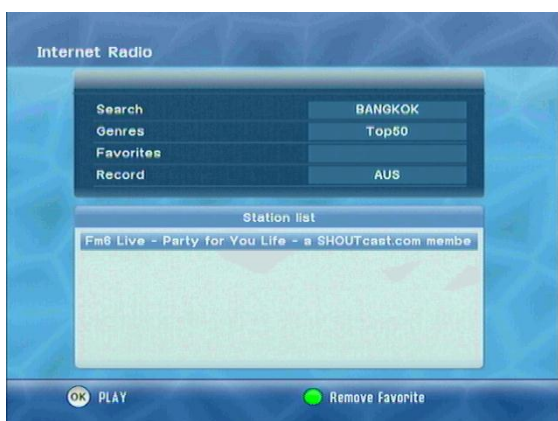 Internet Radio
Search BANGKOK
Genres Top50
Favorites
Record AUS
Station list
Fm6 Live - Party for You Life - a SHOUTcast.com membe
OK PLAY Remove Favorite